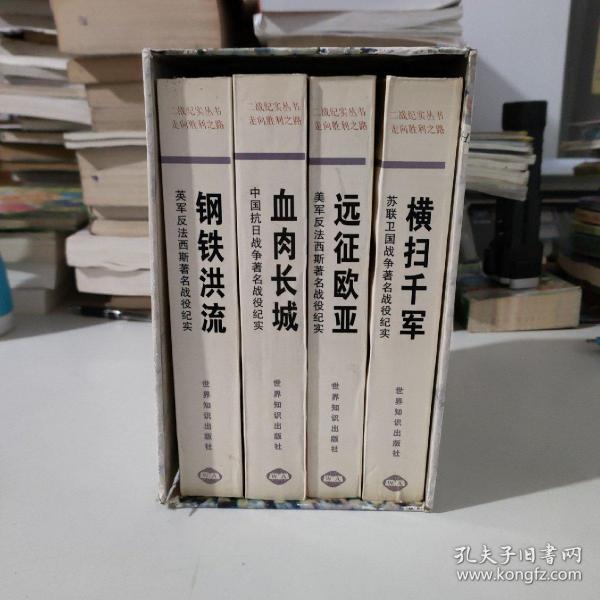 二战纪实丛书
走向胜利之路
钢铁洪流
英军反法西斯著名战役纪实
世界知识出版社
二战纪实丛书
走向胜利之路
血肉长城
中国抗日战争著名战役纪实
世界知识出版社
二战纪实丛书
走向胜利之路
远征欧亚
美军反法西斯著名战役纪实
世界知识出版社
二战纪实丛书
走向胜利之路
横扫千军
苏联卫国战争著名战役纪实
世界知识出版社
孔夫子旧书网
www.kongfz.com